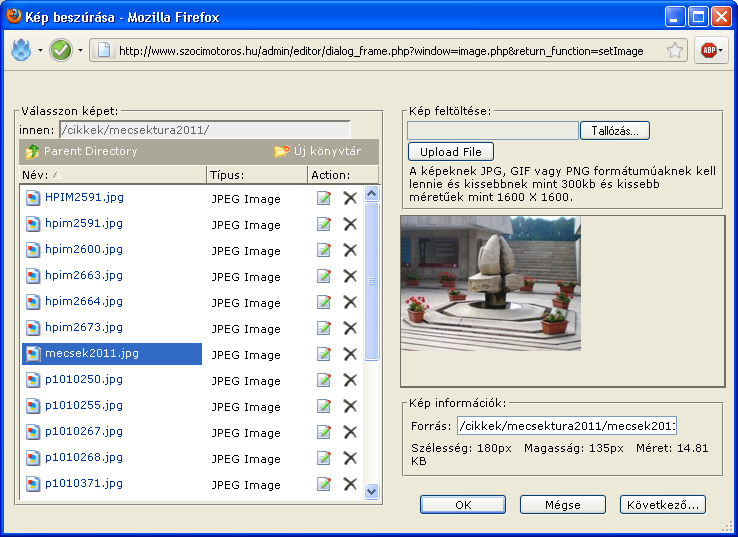 Kép beszúrása - Mozilla Firefox
http://www.szocimotoros.hu/admin/editor/dialog_frame.php?window=image.php&return_function=setImage
ABP
Válasszon képet:
innen: /cikkek/mecsektura2011/
Parent Directory Új könyvtár
Név: Típus: Action:
HPIM2591.jpg JPEG Image
hpim2591.jpg JPEG Image
hpim2600.jpg JPEG Image
hpim2663.jpg JPEG Image
hpim2664.jpg JPEG Image
hpim2673.jpg JPEG Image
mecsek2011.jpg JPEG Image
p1010250.jpg JPEG Image
p1010255.jpg JPEG Image
p1010267.jpg JPEG Image
p1010268.jpg JPEG Image
p1010371.jpg JPEG Image
Kép feltöltése:
Tallózás...
Upload File
A képeknek JPG, GIF vagy PNG formátumúaknek kell
lennie és kissebbnek mint 300kb és kissebb
méretűek mint 1600 X 1600.
Kép információk:
Forrás: /cikkek/mecsektura2011/mecsek2011
Szélesség: 180px Magasság: 135px Méret: 14.81
KB
OK Mégse Következő...